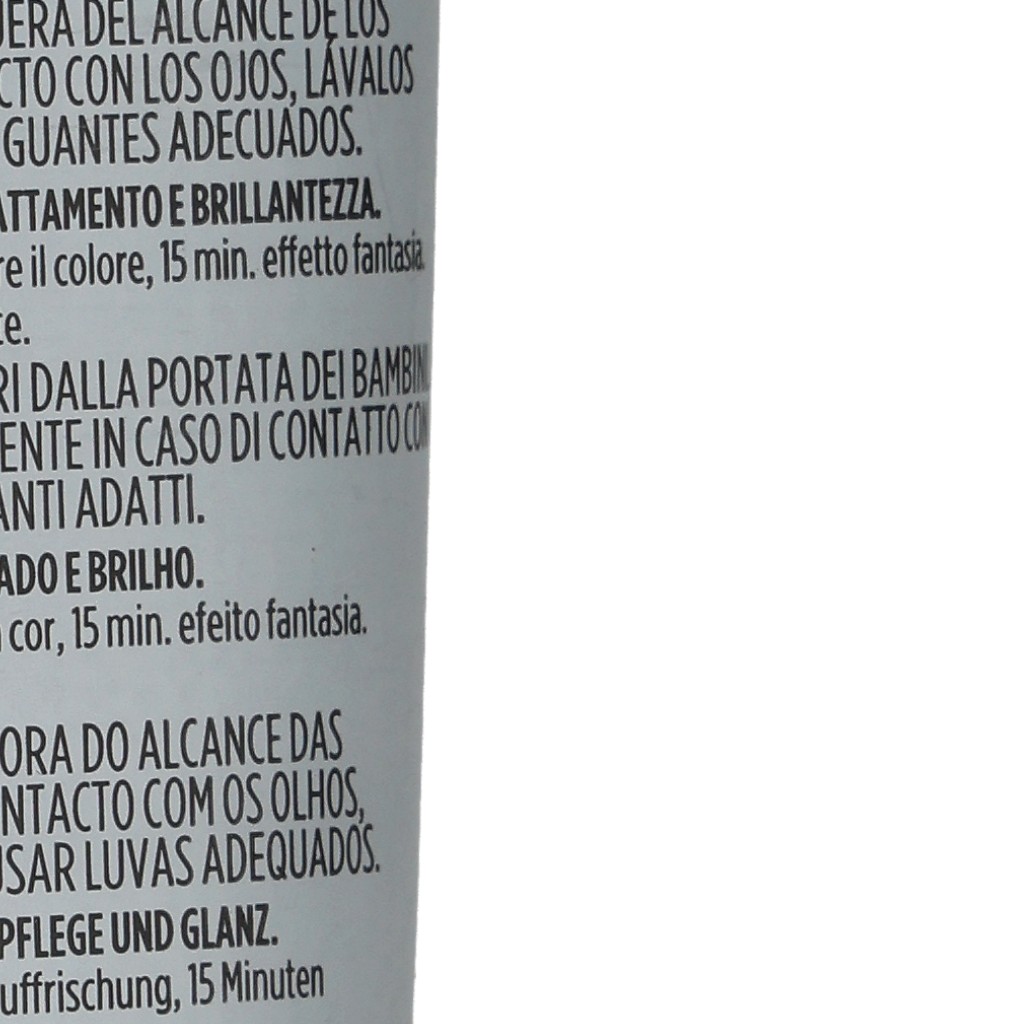 UERA DEL ALCANCE DE LOS
CTO CON LOS OJOS, LÁVALOS
GUANTES ADECUADOS.
ATTAMENTO E BRILLANTEZZA.
re il colore, 15 min. effetto fantasia.
te.
RI DALLA PORTATA DEI BAMBINI.
ENTE IN CASO DI CONTATTO CON
ANTI ADATTI.
ADO E BRILHO.
cor, 15 min. efeito fantasia.
ORA DO ALCANCE DAS
NTACTO COM OS OLHOS,
USAR LUVAS ADEQUADOS.
PFLEGE UND GLANZ.
uffrischung, 15 Minuten